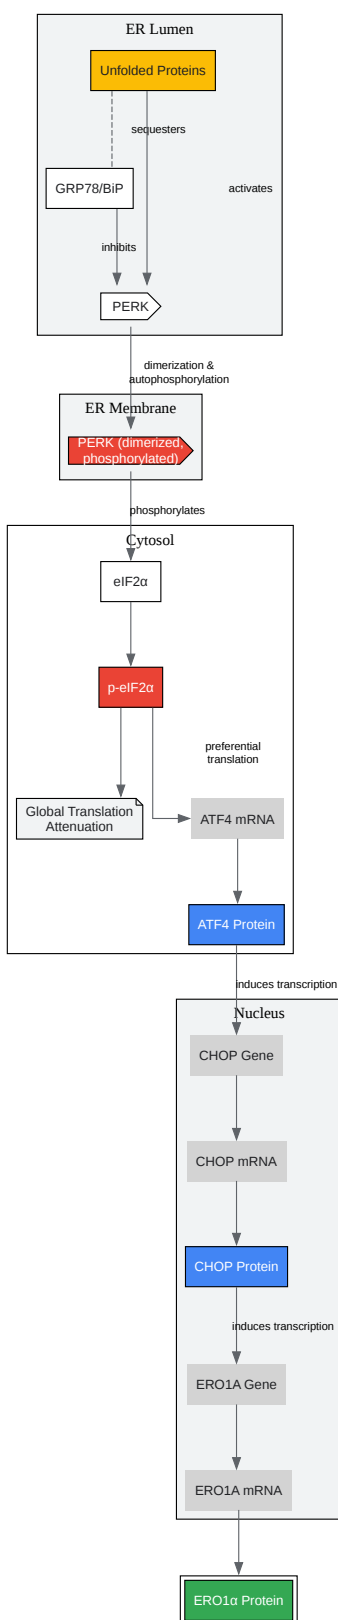 ER Lumen
Unfolded Proteins
sequesters
GRP78/BiP
activates
inhibits
PERK
dimerization &
autophosphorylation
ER Membrane
PERK (dimerized,
phosphorylated)
phosphorylates
Cytosol
eIF2α
p-eIF2α
preferential
translation
Global Translation
Attenuation
ATF4 mRNA
ATF4 Protein
induces transcription
Nucleus
CHOP Gene
CHOP mRNA
CHOP Protein
induces transcription
ERO1A Gene
ERO1A mRNA
ERO1α Protein